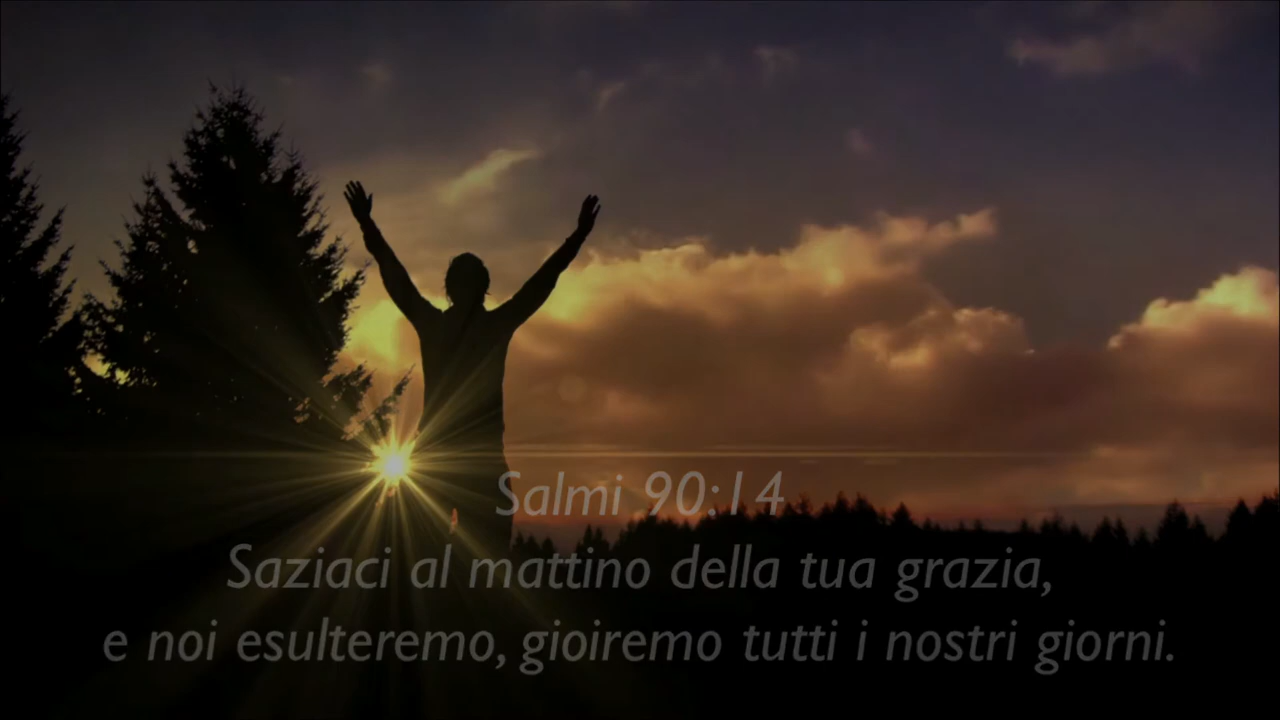 Salmi 90:14
Saziaci al mattino della tua grazia,
e noi esulteremo, gioiremo tutti i nostri giorni.